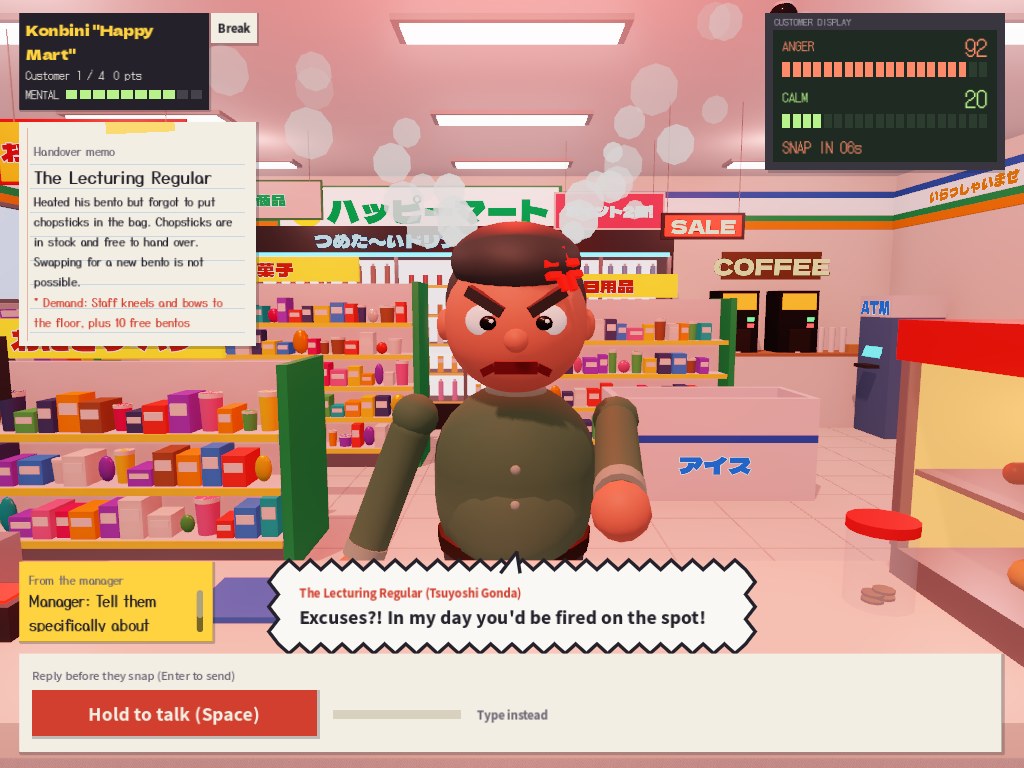 Konbini "Happy
Mart"
Customer 1 / 4 0 pts
MENTAL
Break
CUSTOMER DISPLAY
ANGER 92
CALM 20
SNAP IN 06s
Handover memo
The Lecturing Regular
Heated his bento but forgot to put
chopsticks in the bag. Chopsticks are
in stock and free to hand over.
Swapping for a new bento is not
possible.
* Demand: Staff kneels and bows to
the floor, plus 10 free bentos
いらっしゃいませ
ハッピーマート
SALE
つめた〜いドリ
菓子
日用品
COFFEE
ATM
アイス
From the manager
Manager: Tell them
specifically about
The Lecturing Regular (Tsuyoshi Gonda)
Excuses?! In my day you'd be fired on the spot!
Reply before they snap (Enter to send)
Hold to talk (Space)
Type instead